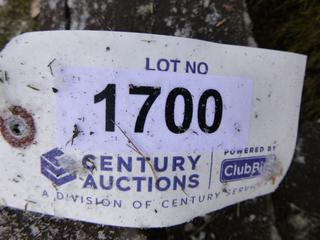 LOT NO
1700
CENTURY
AUCTIONS
POWERED BY
A DIVISION OF CENTURY